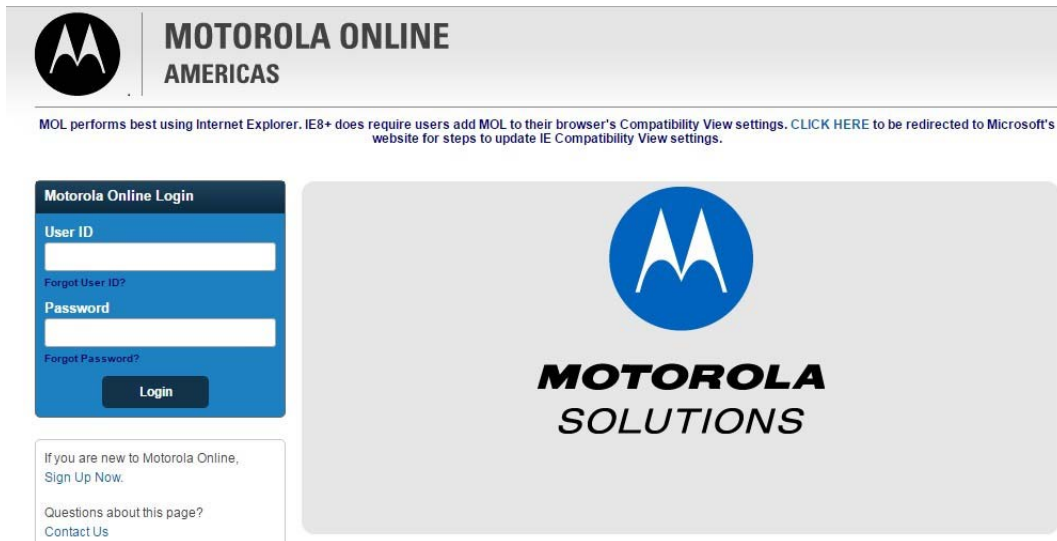 MOTOROLA ONLINE
AMERICAS
MOL performs best using Internet Explorer. IE8+ does require users add MOL to their browser's Compatibility View settings. CLICK HERE to be redirected to Microsoft's
website for steps to update IE Compatibility View settings.
Motorola Online Login
User ID
Forgot User ID?
Password
Forgot Password?
Login
If you are new to Motorola Online,
Sign Up Now.
Questions about this page?
Contact Us
MOTOROLA
SOLUTIONS